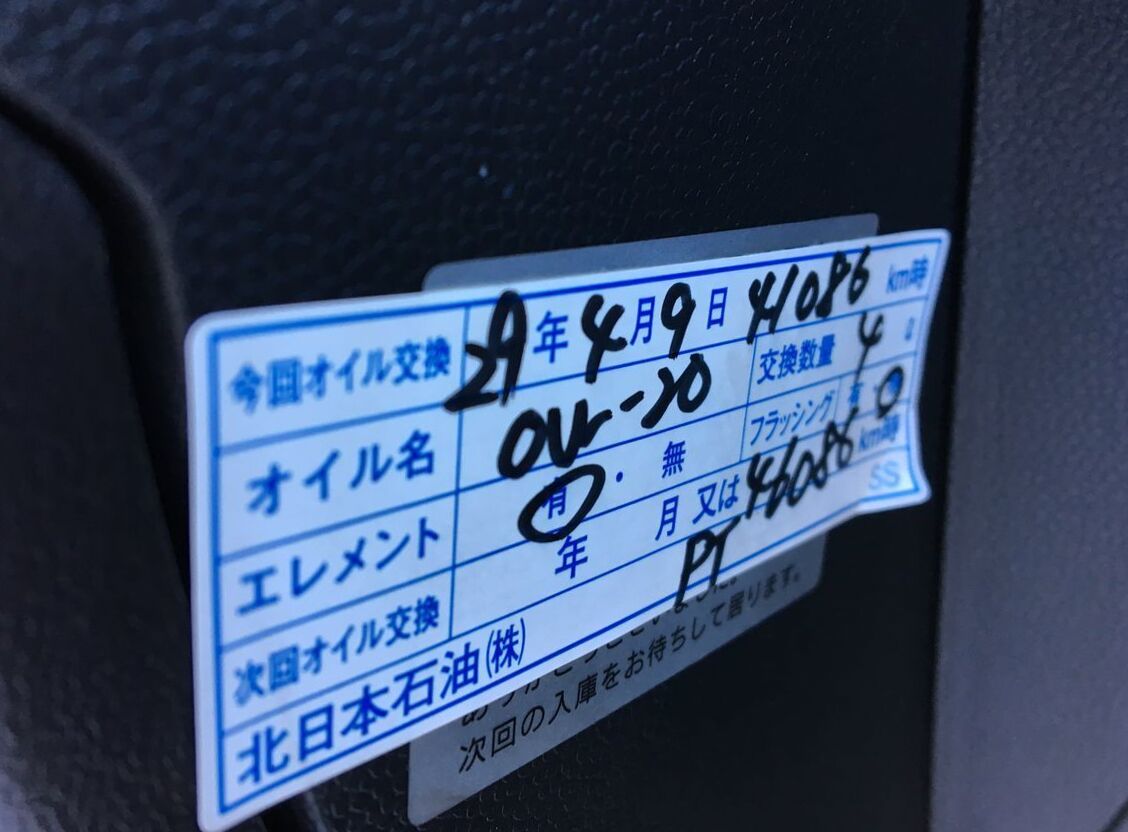 今回オイル交換 29年4月9日 41086 km時
オイル名 OW-20 交換数量 4 ℓ
エレメント 有・無 フラッシング 有・無
次回オイル交換 年 月 又は 46086 km時
北日本石油(株) PT SS
次回の入庫をお待ちして居ります。